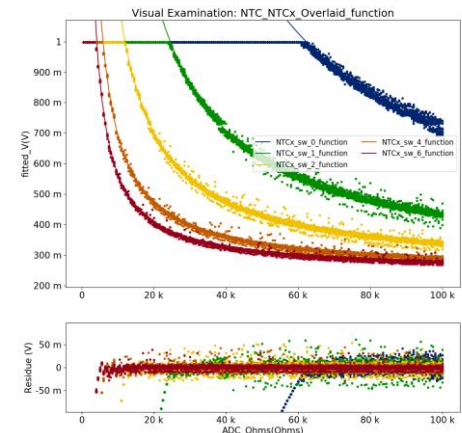 Visual Examination: NTC_NTCx_Overlaid_function
fitted_V(V)
1
900 m
800 m
700 m
600 m
500 m
400 m
300 m
200 m
NTCx_sw_0_function
NTCx_sw_1_function
NTCx_sw_2_function
NTCx_sw_4_function
NTCx_sw_6_function
0
20 k
40 k
60 k
80 k
100 k
Residue (V)
50 m
0
-50 m
0
20 k
40 k
60 k
80 k
100 k
ADC_Ohms(Ohms)